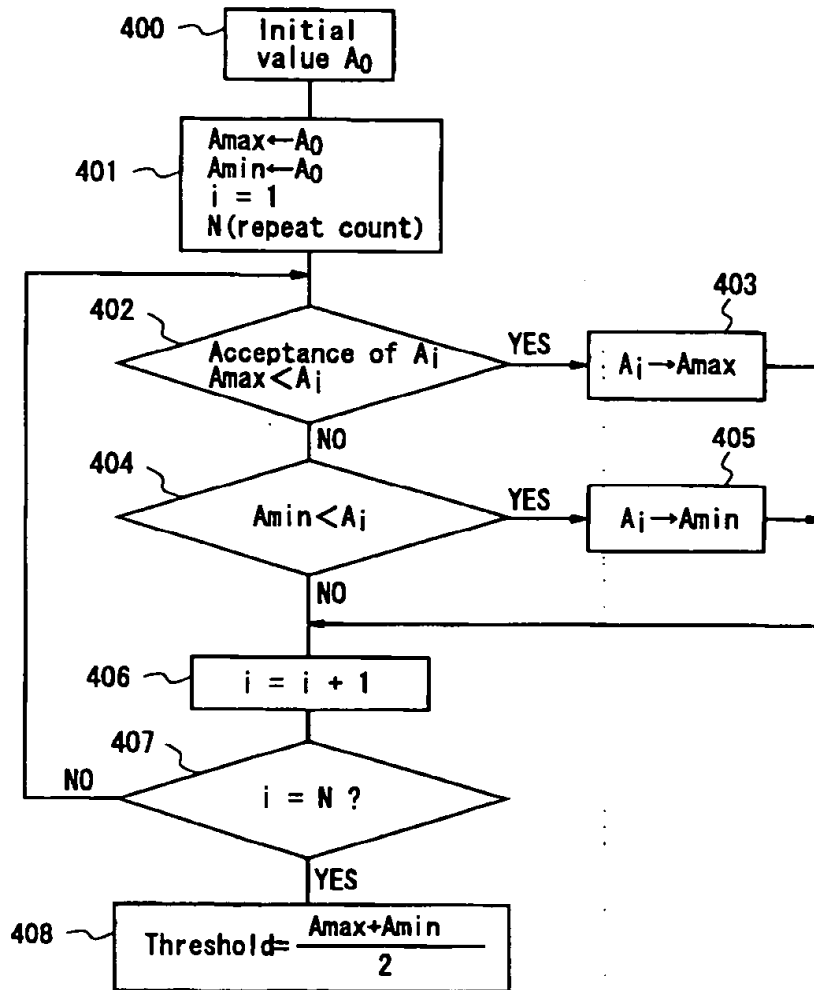 400
Initial
value A0
401
Amax←A0
Amin←A0
i = 1
N(repeat count)
402
Acceptance of Ai
Amax<Ai
YES
403
Ai→Amax
NO
404
Amin<Ai
YES
405
Ai→Amin
NO
406
i = i + 1
407
NO
i = N ?
YES
408
Threshold= Amax+Amin
2